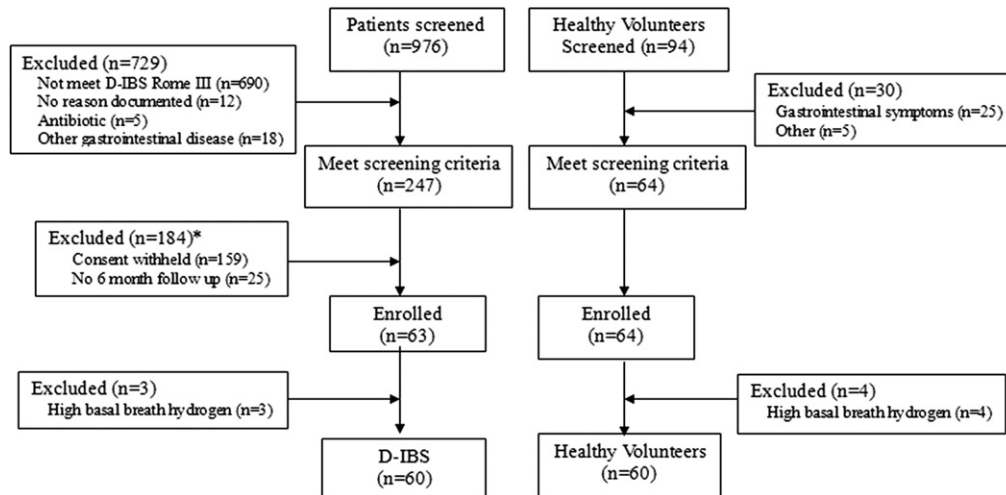 Patients screened
(n=976)
Healthy Volunteers
Screened (n=94)
Excluded (n=729)
Not meet D-IBS Rome III (n=690)
No reason documented (n=12)
Antibiotic (n=5)
Other gastrointestinal disease (n=18)
Excluded (n=30)
Gastrointestinal symptoms (n=25)
Other (n=5)
Meet screening criteria
(n=247)
Meet screening criteria
(n=64)
Excluded (n=184)*
Consent withheld (n=159)
No 6 month follow up (n=25)
Enrolled
(n=63)
Enrolled
(n=64)
Excluded (n=3)
High basal breath hydrogen (n=3)
Excluded (n=4)
High basal breath hydrogen (n=4)
D-IBS
(n=60)
Healthy Volunteers
(n=60)